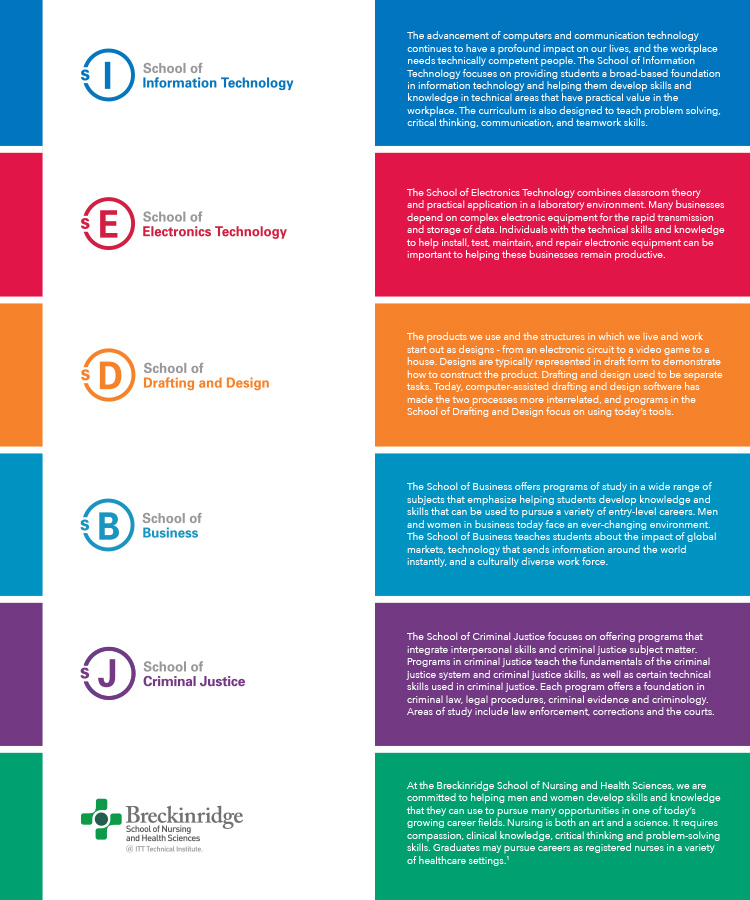 S I
School of
Information Technology
The advancement of computers and communication technology
continues to have a profound impact on our lives, and the workplace
needs technically competent people. The School of Information
Technology focuses on providing students a broad-based foundation
in information technology and helping them develop skills and
knowledge in technical areas that have practical value in the
workplace. The curriculum is also designed to teach problem solving,
critical thinking, communication, and teamwork skills.
S E
School of
Electronics Technology
The School of Electronics Technology combines classroom theory
and practical application in a laboratory environment. Many businesses
depend on complex electronic equipment for the rapid transmission
and storage of data. Individuals with the technical skills and knowledge
to help install, test, maintain, and repair electronic equipment can be
important to helping these businesses remain productive.
S D
School of
Drafting and Design
The products we use and the structures in which we live and work
start out as designs - from an electronic circuit to a video game to a
house. Designs are typically represented in draft form to demonstrate
how to construct the product. Drafting and design used to be separate
tasks. Today, computer-assisted drafting and design software has
made the two processes more interrelated, and programs in the
School of Drafting and Design focus on using today's tools.
S B
School of
Business
The School of Business offers programs of study in a wide range of
subjects that emphasize helping students develop knowledge and
skills that can be used to pursue a variety of entry-level careers. Men
and women in business today face an ever-changing environment.
The School of Business teaches students about the impact of global
markets, technology that sends information around the world
instantly, and a culturally diverse work force.
S J
School of
Criminal Justice
The School of Criminal Justice focuses on offering programs that
integrate interpersonal skills and criminal justice subject matter.
Programs in criminal justice teach the fundamentals of the criminal
justice system and criminal justice skills, as well as certain technical
skills used in criminal justice. Each program offers a foundation in
criminal law, legal procedures, criminal evidence and criminology.
Areas of study include law enforcement, corrections and the courts.
Breckinridge
School of Nursing
and Health Sciences
@ ITT Technical Institute.
At the Breckinridge School of Nursing and Health Sciences, we are
committed to helping men and women develop skills and knowledge
that they can use to pursue many opportunities in one of today's
growing career fields. Nursing is both an art and a science. It requires
compassion, clinical knowledge, critical thinking and problem-solving
skills. Graduates may pursue careers as registered nurses in a variety
of healthcare settings.¹